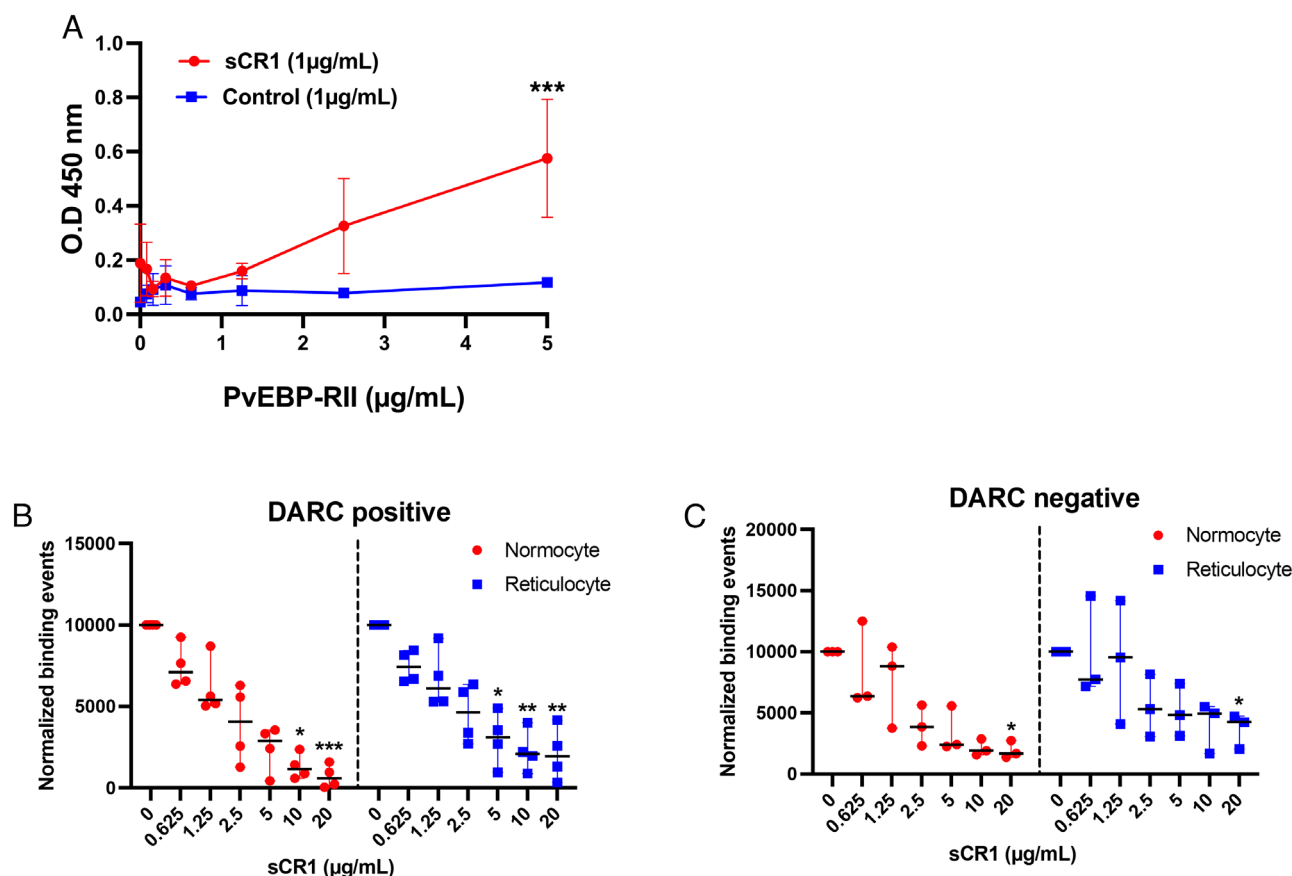 A
1.0
0.8
0.6
0.4
0.2
0.0
O.D 450 nm
sCR1 (1µg/mL)
Control (1µg/mL)
***
0 1 2 3 4 5
PvEBP-RII (µg/mL)
B
DARC positive
Normalized binding events
15000
10000
5000
0
Normocyte
Reticulocyte
* *** * ** **
0 0.625 1.25 2.5 5 10 20 0 0.625 1.25 2.5 5 10 20
sCR1 (µg/mL)
C
DARC negative
Normalized binding events
20000
15000
10000
5000
0
Normocyte
Reticulocyte
* *
0 0.625 1.25 2.5 5 10 20 0 0.625 1.25 2.5 5 10 20
sCR1 (µg/mL)